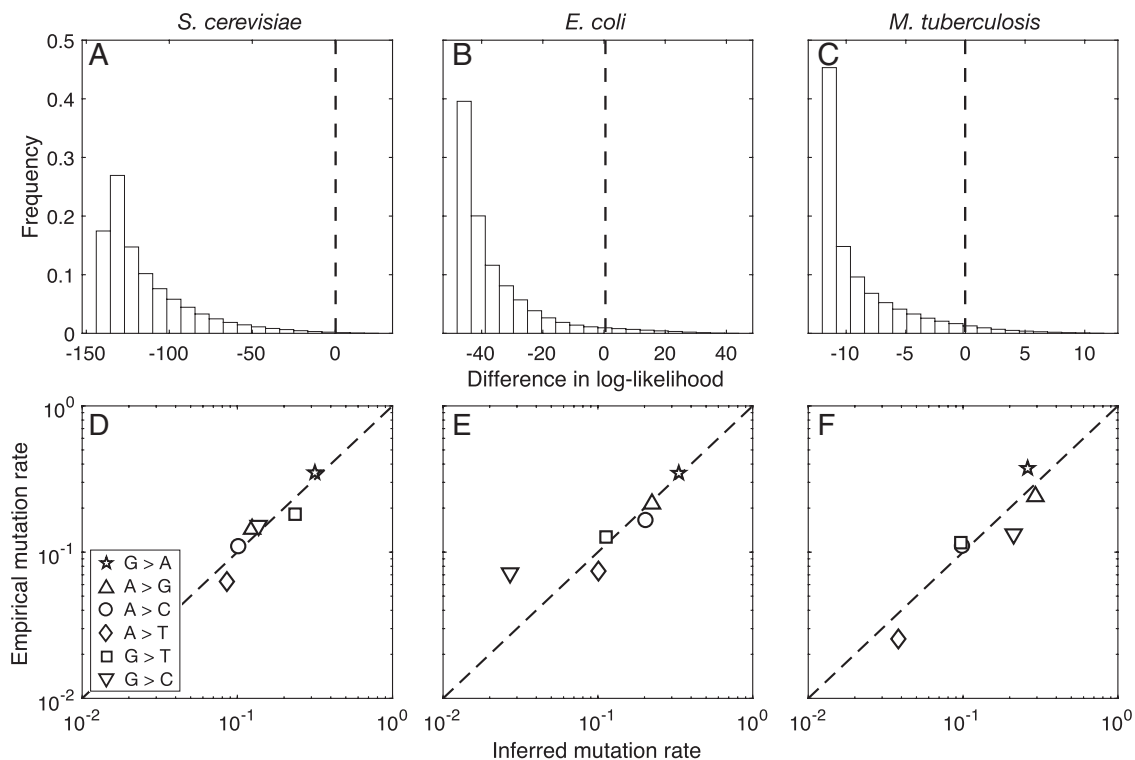 S. cerevisiae
E. coli
M. tuberculosis
A
B
C
0.5
0.4
0.3
0.2
0.1
0
Frequency
-150 -100 -50 0
-40 -20 0 20 40
-10 -5 0 5 10
Difference in log-likelihood
D
E
F
10^0
10^-1
10^-2
Empirical mutation rate
G > A
A > G
A > C
A > T
G > T
G > C
10^-2 10^-1 10^0
10^-2 10^-1 10^0
10^-2 10^-1 10^0
Inferred mutation rate